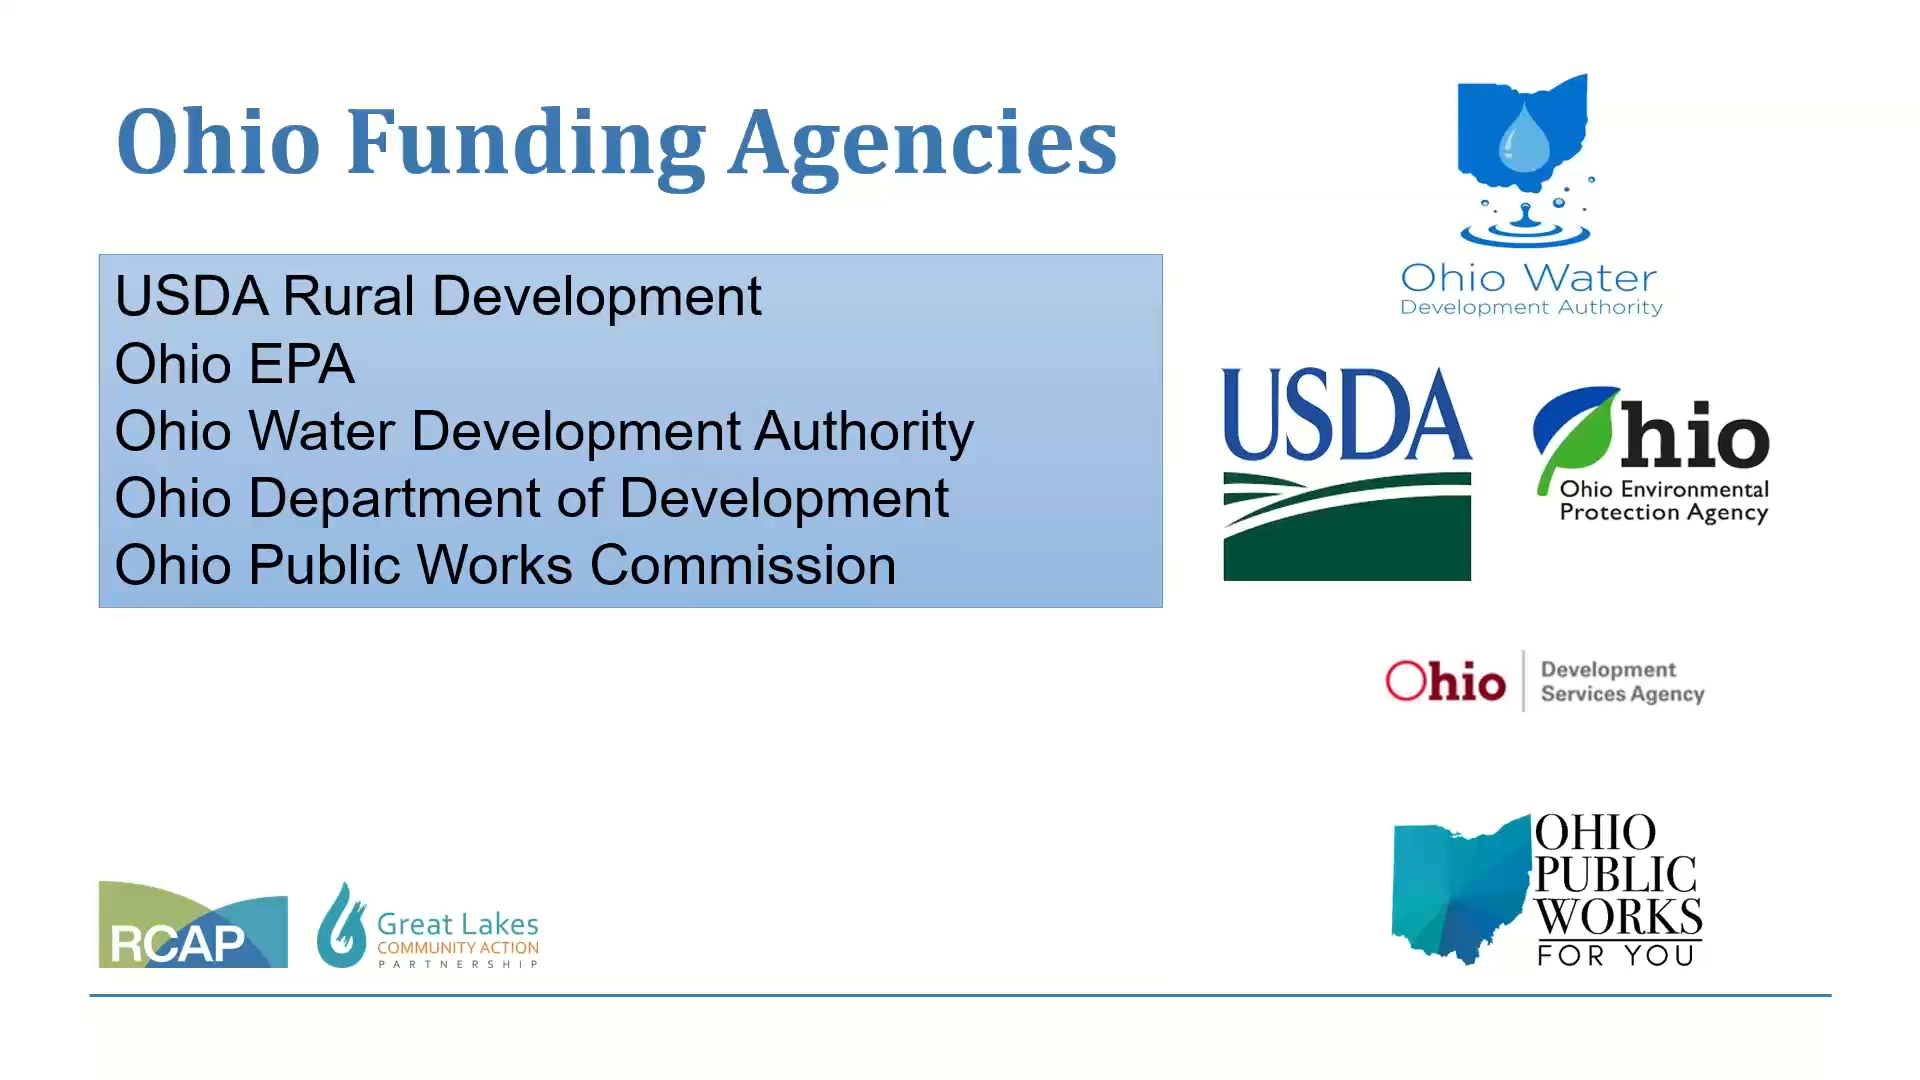 Ohio Funding Agencies
USDA Rural Development
Ohio EPA
Ohio Water Development Authority
Ohio Department of Development
Ohio Public Works Commission
Ohio Water
Development Authority
USDA
Ohio
Ohio Environmental
Protection Agency
Ohio
Development
Services Agency
OHIO
PUBLIC
WORKS
FOR YOU
RCAP
Great Lakes
COMMUNITY ACTION
PARTNERSHIP